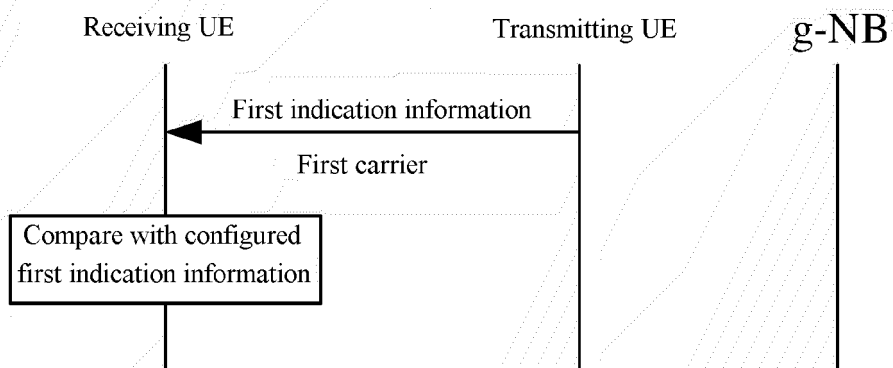 Receiving UE
Transmitting UE
g-NB
First indication information
First carrier
Compare with configured
first indication information